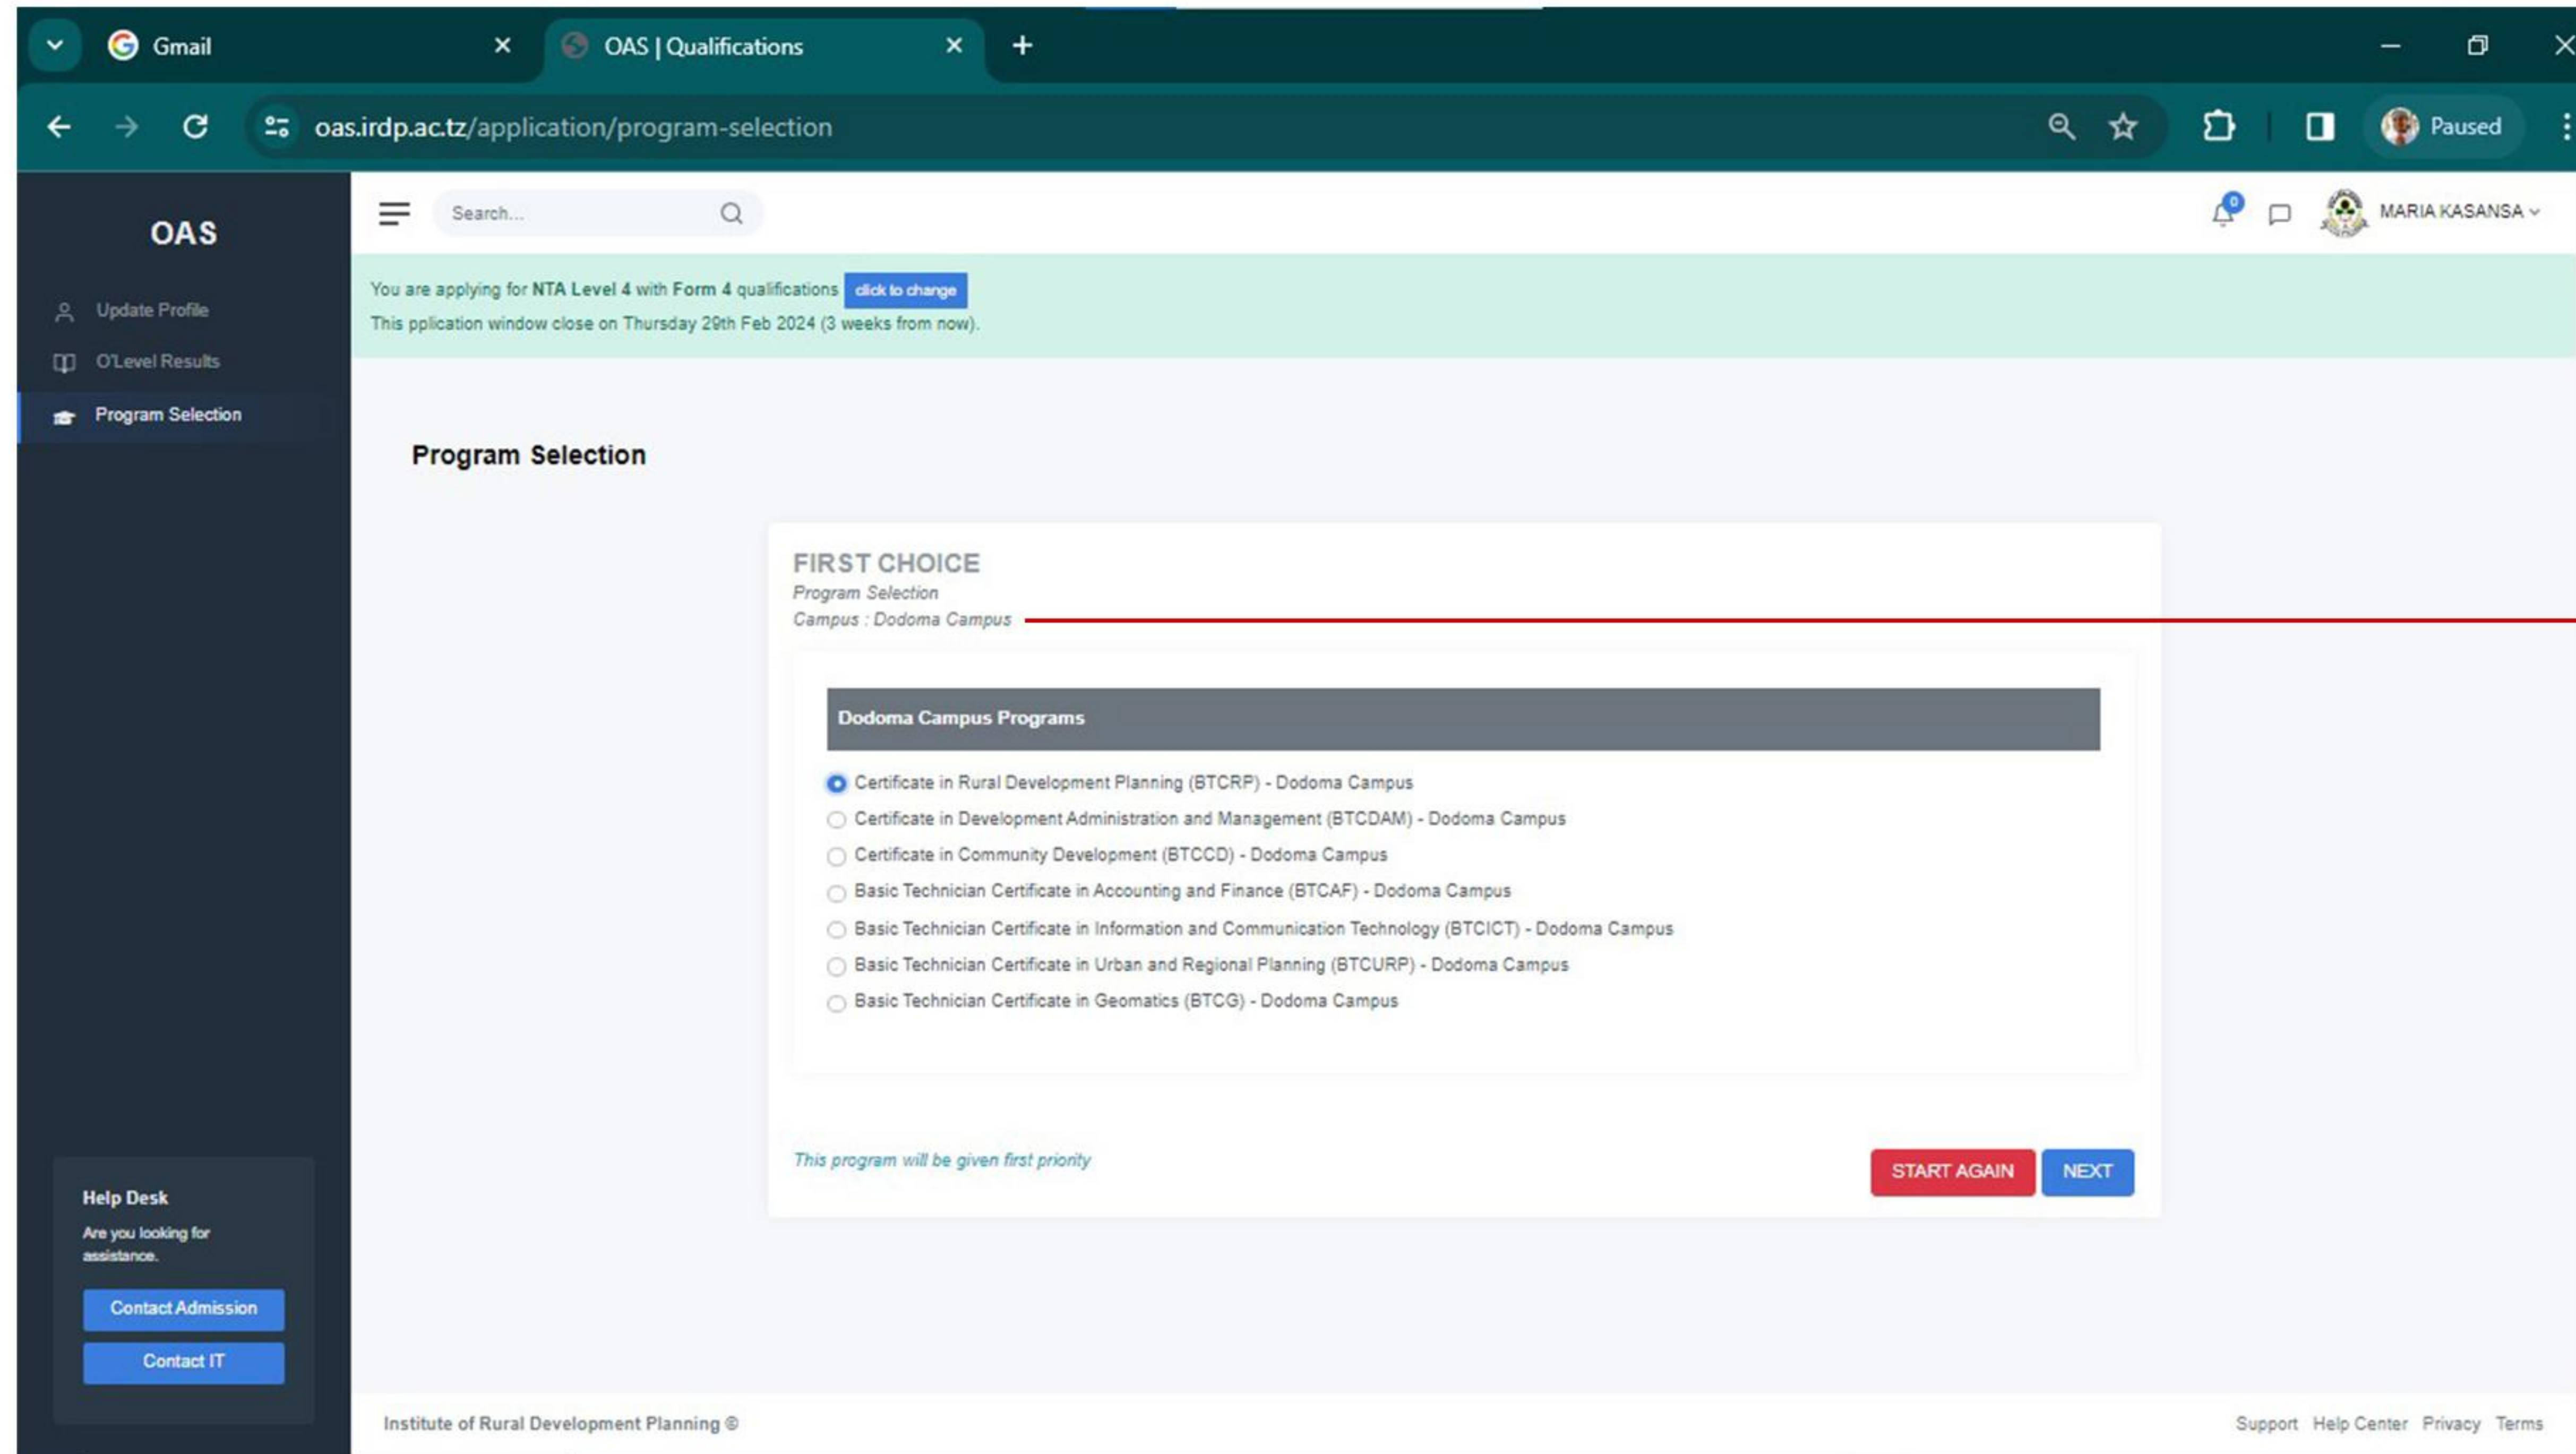 Gmail
OAS | Qualifications
oas.irdp.ac.tz/application/program-selection
Paused
OAS
Search...
0
MARIA KASANSA
You are applying for NTA Level 4 with Form 4 qualifications click to change
This pplication window close on Thursday 29th Feb 2024 (3 weeks from now).
Update Profile
O'Level Results
Program Selection
Program Selection
FIRST CHOICE
Program Selection
Campus : Dodoma Campus
Dodoma Campus Programs
Certificate in Rural Development Planning (BTCRP) - Dodoma Campus
Certificate in Development Administration and Management (BTCDAM) - Dodoma Campus
Certificate in Community Development (BTCCD) - Dodoma Campus
Basic Technician Certificate in Accounting and Finance (BTCAF) - Dodoma Campus
Basic Technician Certificate in Information and Communication Technology (BTCICT) - Dodoma Campus
Basic Technician Certificate in Urban and Regional Planning (BTCURP) - Dodoma Campus
Basic Technician Certificate in Geomatics (BTCG) - Dodoma Campus
This program will be given first priority
START AGAIN
NEXT
Help Desk
Are you looking for
assistance.
Contact Admission
Contact IT
Institute of Rural Development Planning ©
Support Help Center Privacy Terms